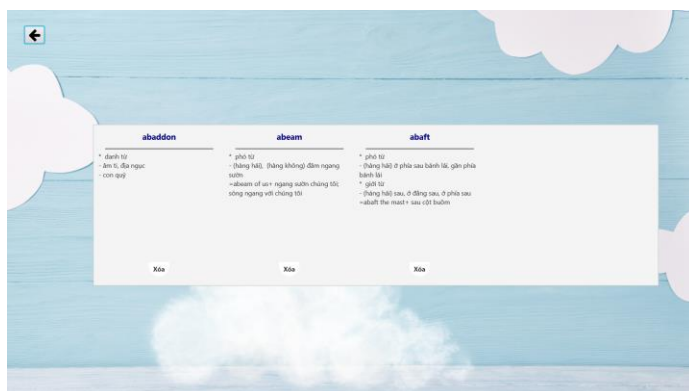 abaddon
* danh từ
- âm ti, địa ngục
- con quỷ
Xóa
abeam
* phó từ
- (hàng hải), (hàng không) đâm ngang
sườn
=abeam of us+ ngang sườn chúng tôi;
sóng ngang với chúng tôi
Xóa
abaft
* phó từ
- (hàng hải) ở phía sau bánh lái, gần phía
bánh lái
* giới từ
- (hàng hải) sau, ở đằng sau, ở phía sau
=abaft the mast+ sau cột buồm
Xóa